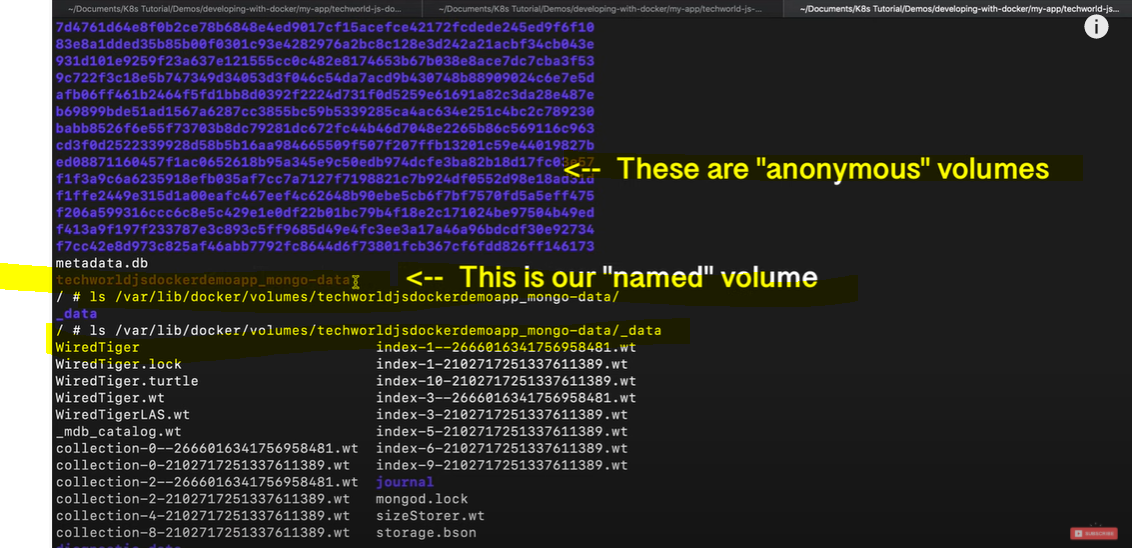 ~/Documents/K8s Tutorial/Demos/developing-with-docker/my-app/techworld-js-do...
~/Documents/K8s Tutorial/Demos/developing-with-docker/my-app/techworld-js-...
~/Documents/K8s Tutorial/Demos/developing-with-docker/my-app/techworld-js...
i
7d4761d64e8f0b2ce78b6848e4ed9017cf15acefce42172fcdede245ed9f6f10
83e8a1dded35b85b00f0301c93e4282976a2bc8c128e3d242a21acbf34cb043e
931d101e9259f23a637e121555cc0c482e8174653b67b038e8ace7dc7cba3f53
9c722f3c18e5b747349d34053d3f046c54da7acd9b430748b88909024c6e7e5d
afb06ff461b2464f5fd1bb8d0392f2224d731f0d5259e61691a82c3da28e487e
b69899bde51ad1567a6287cc3855bc59b5339285ca4ac634e251c4bc2c789230
babb8526f6e55f73703b8dc79281dc672fc44b46d7048e2265b86c569116c963
cd3f0d2522339928d58b5b16aa984665509f507f207ffb13201c59e44019827b
ed08871160457f1ac0652618b95a345e9c50edb974dcfe3ba82b18d17fc03e57
<-- These are "anonymous" volumes
f1f3a9c6a6235918efb035af7cc7a7127f7198821c7b924df0552d98e18ad31d
f1ffe2449e315d1a00eafc467eef4c62648b90ebe5cb6f7bf7570fd5a5eff475
f206a599316ccc6c8e5c429e1e0df22b01bc79b4f18e2c171024be97504b49ed
f413a9f197f233787e3c893c5ff9685d49e4fc3ee3a17a46a96bdcdf30e92734
f7cc42e8d973c825af46abb7792fc8644d6f73801fcb367cf6fdd826ff146173
metadata.db
techworldjsdockerdemoapp_mongo-data
<-- This is our "named" volume
/ # ls /var/lib/docker/volumes/techworldjsdockerdemoapp_mongo-data/
_data
/ # ls /var/lib/docker/volumes/techworldjsdockerdemoapp_mongo-data/_data
WiredTiger index-1--2666016341756958481.wt
WiredTiger.lock index-1-2102717251337611389.wt
WiredTiger.turtle index-10-2102717251337611389.wt
WiredTiger.wt index-3--2666016341756958481.wt
WiredTigerLAS.wt index-3-2102717251337611389.wt
_mdb_catalog.wt index-5-2102717251337611389.wt
collection-0--2666016341756958481.wt index-6-2102717251337611389.wt
collection-0-2102717251337611389.wt index-9-2102717251337611389.wt
collection-2--2666016341756958481.wt journal
collection-2-2102717251337611389.wt mongod.lock
collection-4-2102717251337611389.wt sizeStorer.wt
collection-8-2102717251337611389.wt storage.bson
SUBSCRIBE